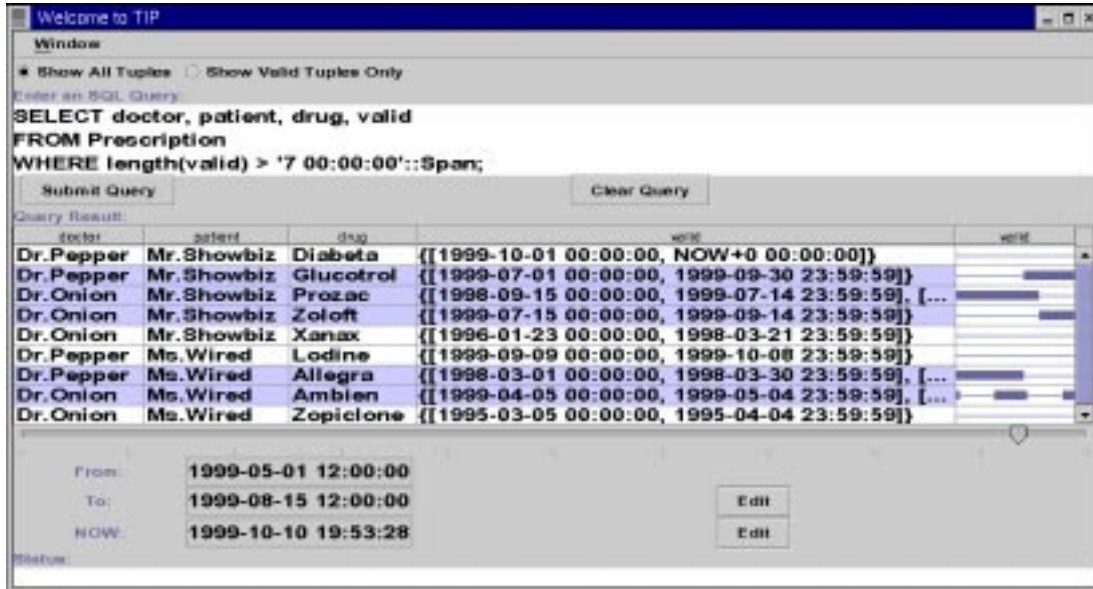 Welcome to TIP
Window
Show All Tuples Show Valid Tuples Only
Enter an SQL Query:
SELECT doctor, patient, drug, valid
FROM Prescription
WHERE length(valid) > '7 00:00:00'::Span;
Submit Query Clear Query
Query Result:
doctor patient drug valid valid
Dr.Pepper Mr.Showbiz Diabeta {[1999-10-01 00:00:00, NOW+0 00:00:00]}
Dr.Pepper Mr.Showbiz Glucotrol {[1999-07-01 00:00:00, 1999-09-30 23:59:59]}
Dr.Onion Mr.Showbiz Prozac {[1998-09-15 00:00:00, 1999-07-14 23:59:59], [...
Dr.Onion Mr.Showbiz Zoloft {[1999-07-15 00:00:00, 1999-09-14 23:59:59]}
Dr.Onion Mr.Showbiz Xanax {[1996-01-23 00:00:00, 1998-03-21 23:59:59]}
Dr.Pepper Ms.Wired Lodine {[1999-09-09 00:00:00, 1999-10-08 23:59:59]}
Dr.Pepper Ms.Wired Allegra {[1998-03-01 00:00:00, 1998-03-30 23:59:59], [...
Dr.Onion Ms.Wired Ambien {[1999-04-05 00:00:00, 1999-05-04 23:59:59], [...
Dr.Onion Ms.Wired Zopiclone {[1995-03-05 00:00:00, 1995-04-04 23:59:59]}
From: 1999-05-01 12:00:00
To: 1999-08-15 12:00:00 Edit
NOW: 1999-10-10 19:53:28 Edit
Status: